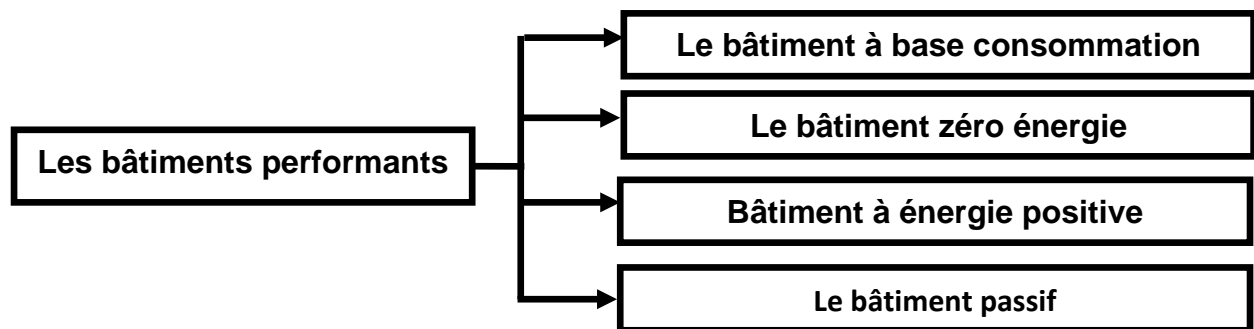 Le bâtiment à base consommation
Le bâtiment zéro énergie
Les bâtiments performants
Bâtiment à énergie positive
Le bâtiment passif